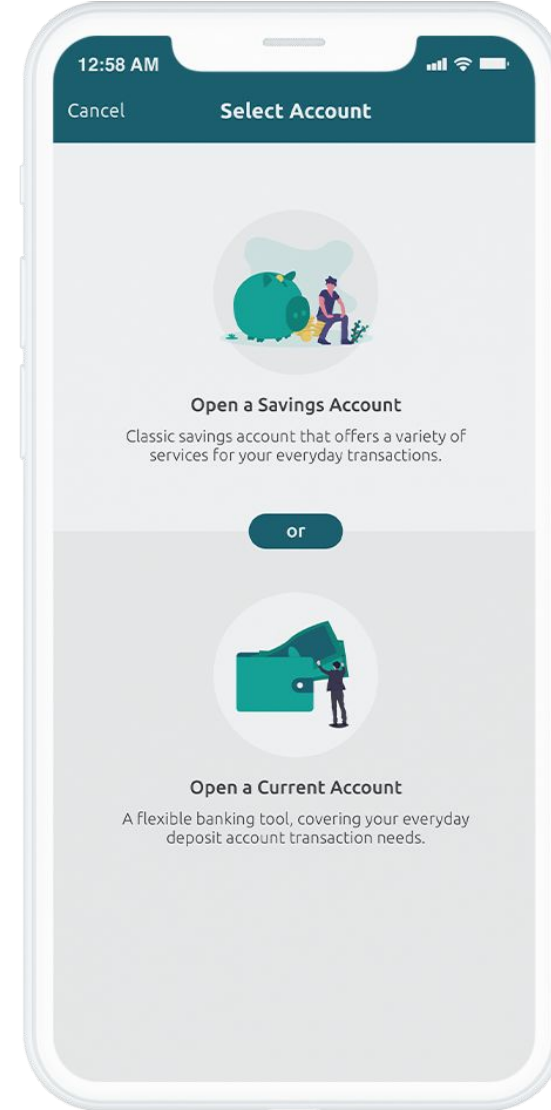 12:58 AM
Cancel Select Account
Open a Savings Account
Classic savings account that offers a variety of
services for your everyday transactions.
or
Open a Current Account
A flexible banking tool, covering your everyday
deposit account transaction needs.